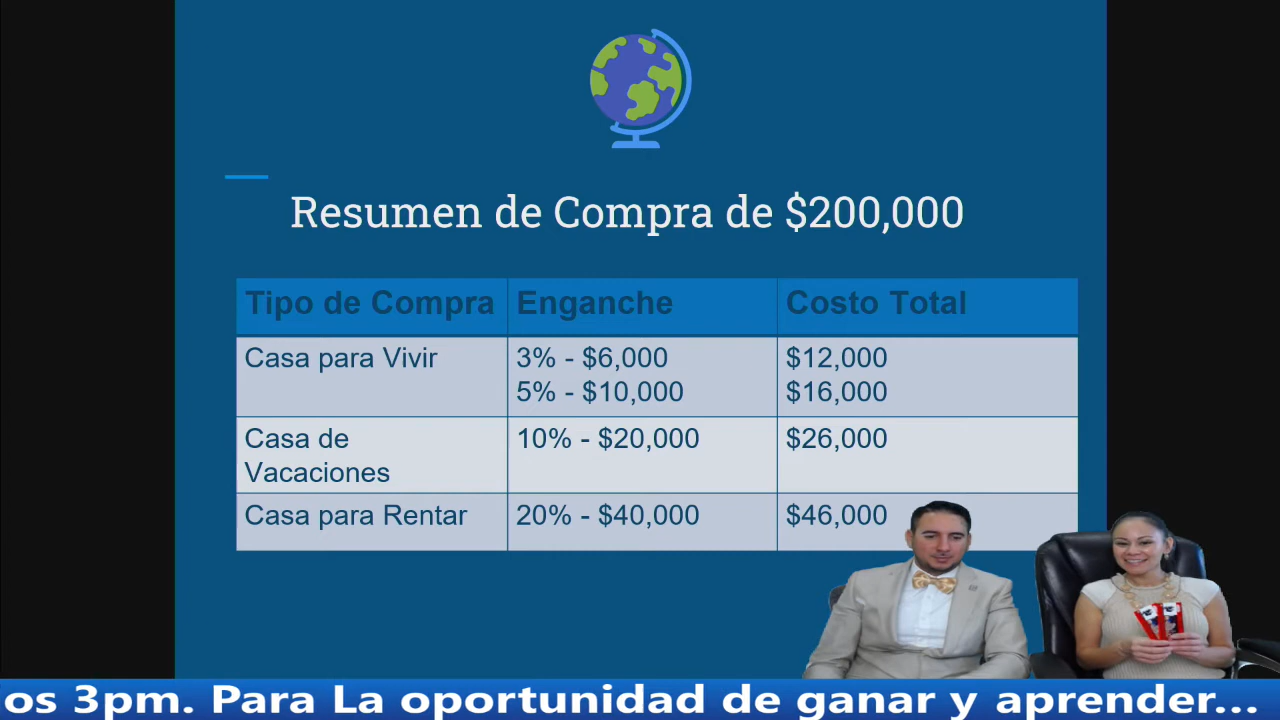 Resumen de Compra de $200,000
Tipo de Compra Enganche Costo Total
Casa para Vivir 3% - $6,000 $12,000
5% - $10,000 $16,000
Casa de Vacaciones 10% - $20,000 $26,000
Casa para Rentar 20% - $40,000 $46,000
3pm. Para La oportunidad de ganar y aprender...